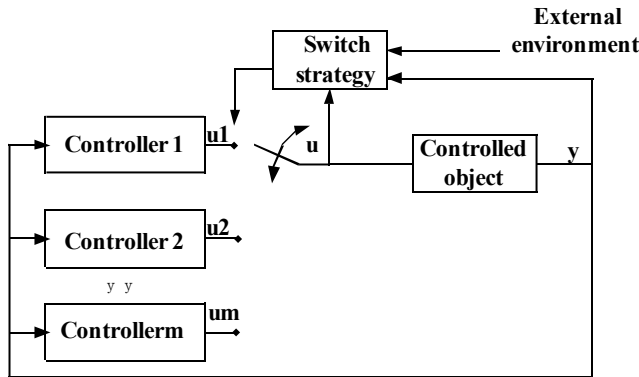 External
environment
Switch
strategy
u1
Controller 1
u
Controlled
object
y
u2
Controller 2
y y
um
Controllerm